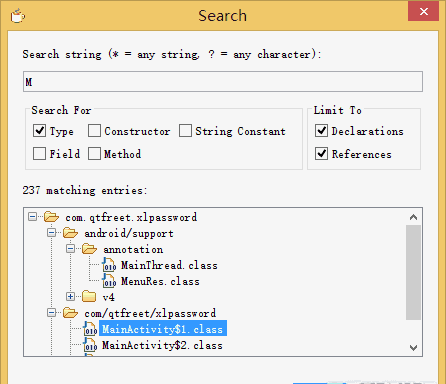 Search
Search string (* = any string, ? = any character):
M
Search For
Limit To
Type Constructor String Constant
Declarations
Field Method
References
237 matching entries:
com.qtfreet.xlpassword
android/support
annotation
MainThread.class
MenuRes.class
v4
com/qtfreet/xlpassword
MainActivity$1.class
MainActivity$2.class